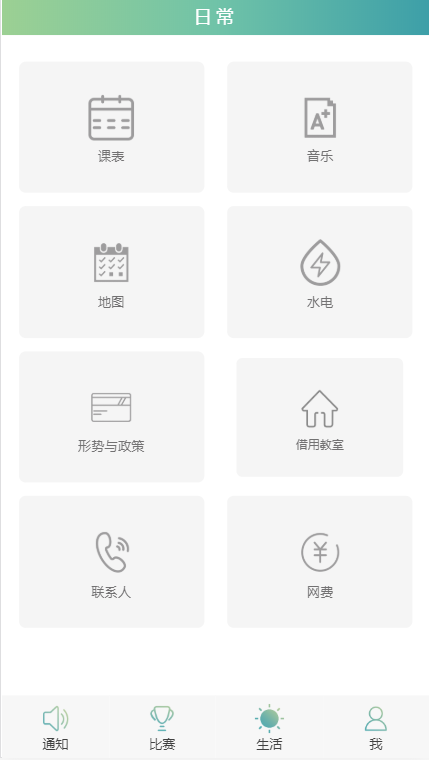 日常
课表
音乐
地图
水电
形势与政策
借用教室
联系人
网费
通知
比赛
生活
我